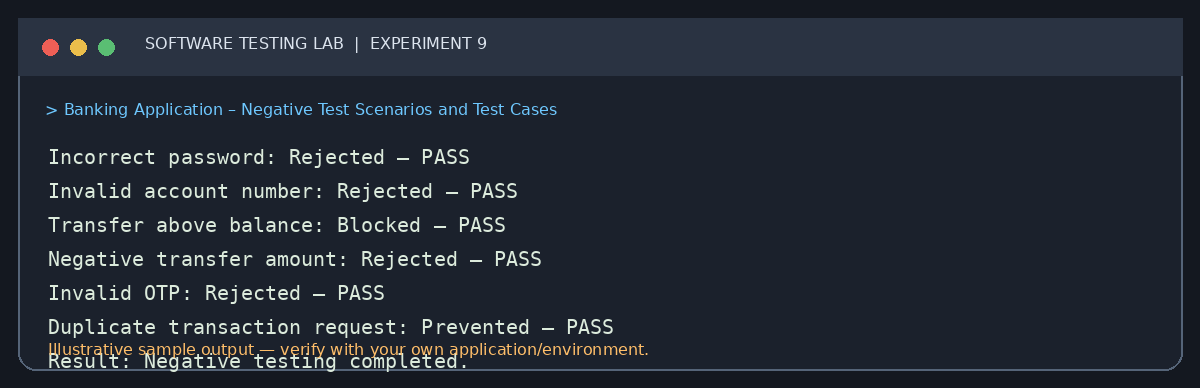 SOFTWARE TESTING LAB | EXPERIMENT 9
> Banking Application – Negative Test Scenarios and Test Cases
Incorrect password: Rejected — PASS
Invalid account number: Rejected — PASS
Transfer above balance: Blocked — PASS
Negative transfer amount: Rejected — PASS
Invalid OTP: Rejected — PASS
Duplicate transaction request: Prevented — PASS
Illustrative sample output — verify with your own application/environment.
Result: Negative testing completed.